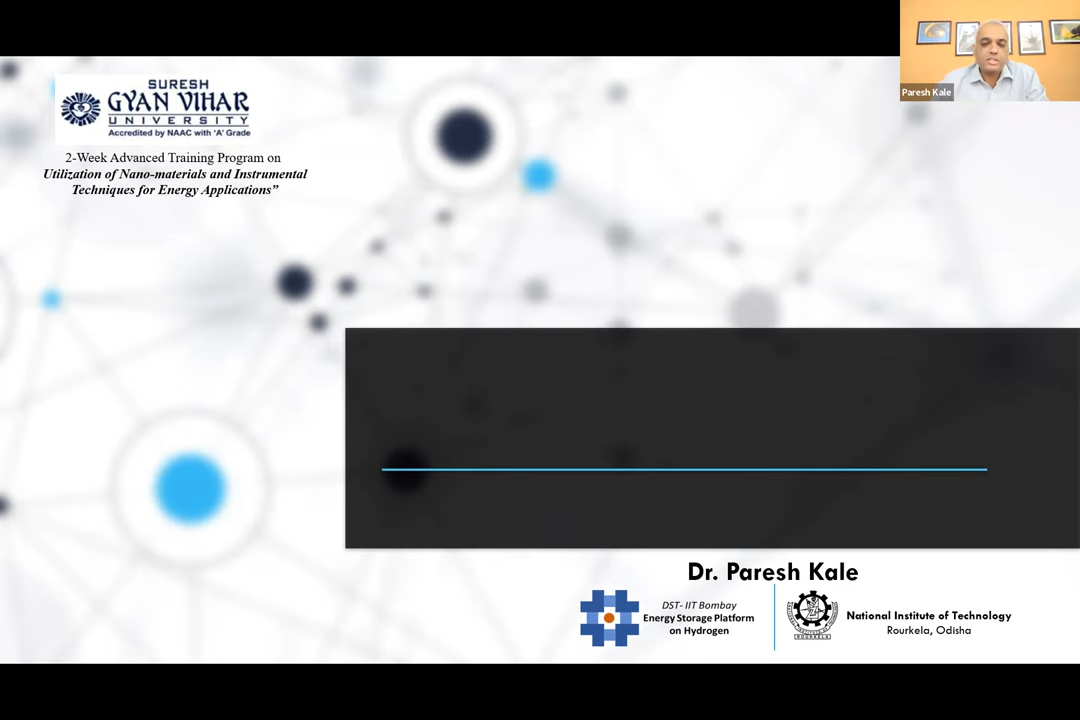 SURESH
GYAN VIHAR
UNIVERSITY
Accredited by NAAC with 'A' Grade
2-Week Advanced Training Program on
Utilization of Nano-materials and Instrumental
Techniques for Energy Applications”
Paresh Kale
Dr. Paresh Kale
DST- IIT Bombay
Energy Storage Platform
on Hydrogen
National Institute of Technology
Rourkela, Odisha